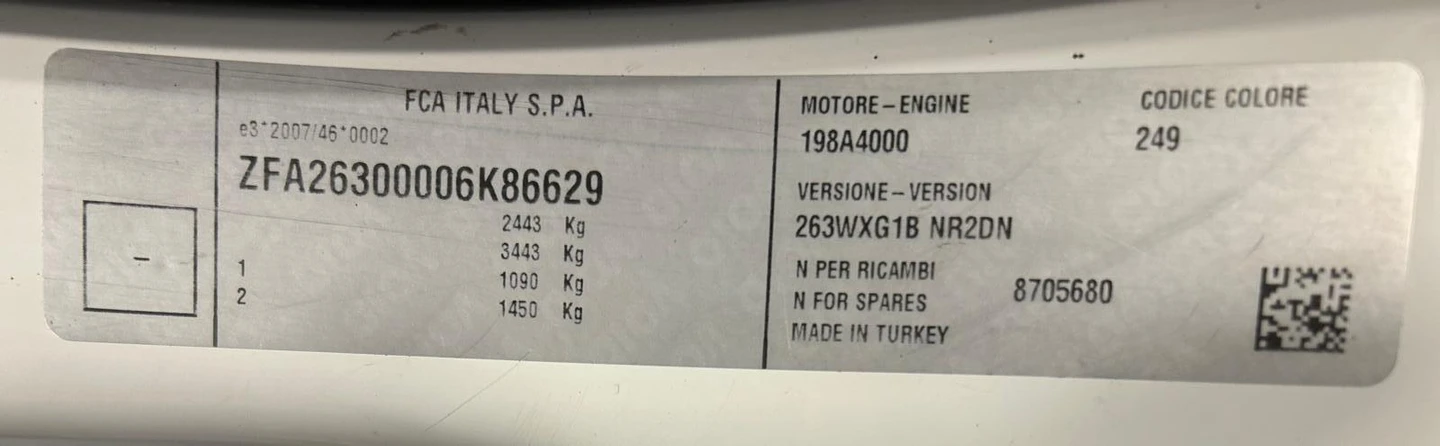 FCA ITALY S.P.A.
e3*2007/46*0002
ZFA26300006K86629
2443 Kg
3443 Kg
1 1090 Kg
2 1450 Kg
-
MOTORE-ENGINE
198A4000
CODICE COLORE
249
VERSIONE-VERSION
263WXG1B NR2DN
N PER RICAMBI
N FOR SPARES
8705680
MADE IN TURKEY